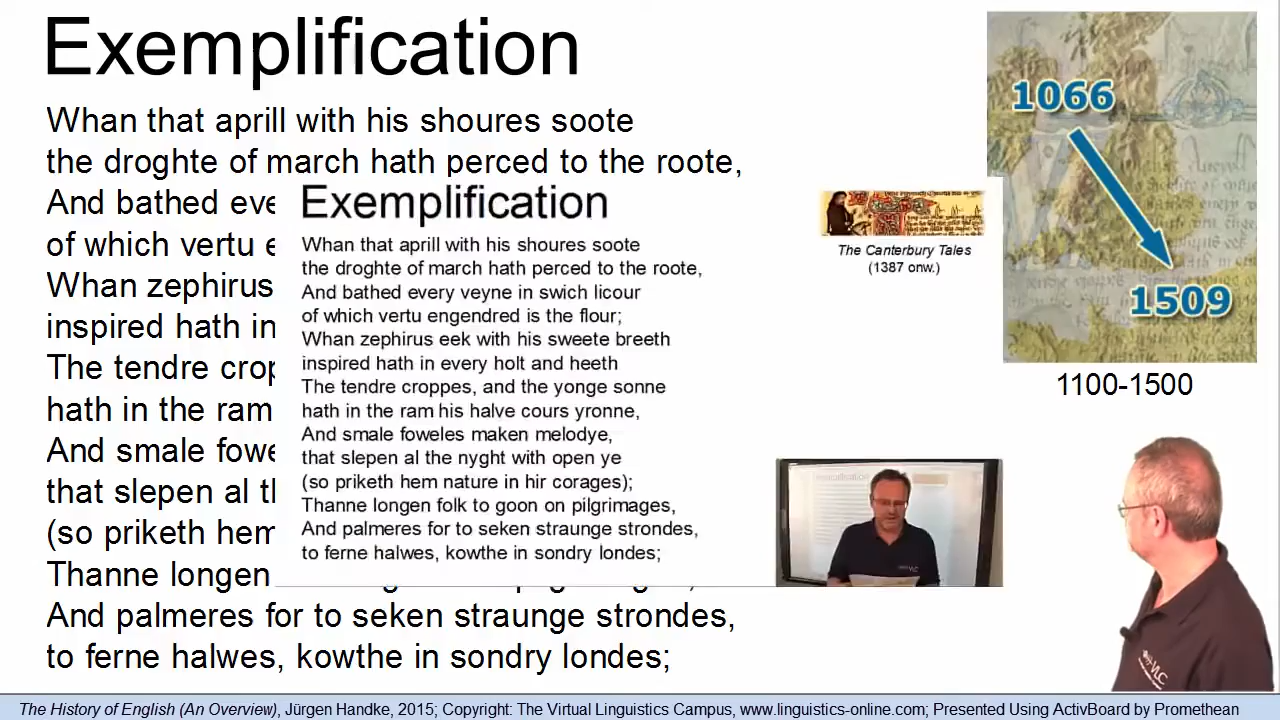 Exemplification
Whan that aprill with his shoures soote
the droghte of march hath perced to the roote,
And bathed eve
of which vertu e
Whan zephirus
inspired hath in
The tendre crop
hath in the ram
And smale fowe
that slepen al th
(so priketh hem
Thanne longen
And palmeres for to seken straunge strondes,
to ferne halwes, kowthe in sondry londes;
Exemplification
Whan that aprill with his shoures soote
the droghte of march hath perced to the roote,
And bathed every veyne in swich licour
of which vertu engendred is the flour;
Whan zephirus eek with his sweete breeth
inspired hath in every holt and heeth
The tendre croppes, and the yonge sonne
hath in the ram his halve cours yronne,
And smale foweles maken melodye,
that slepen al the nyght with open ye
(so priketh hem nature in hir corages);
Thanne longen folk to goon on pilgrimages,
And palmeres for to seken straunge strondes,
to ferne halwes, kowthe in sondry londes;
The Canterbury Tales
(1387 onw.)
1066
1509
1100-1500
VLC
The History of English (An Overview), Jürgen Handke, 2015; Copyright: The Virtual Linguistics Campus, www.linguistics-online.com; Presented Using ActivBoard by Promethean